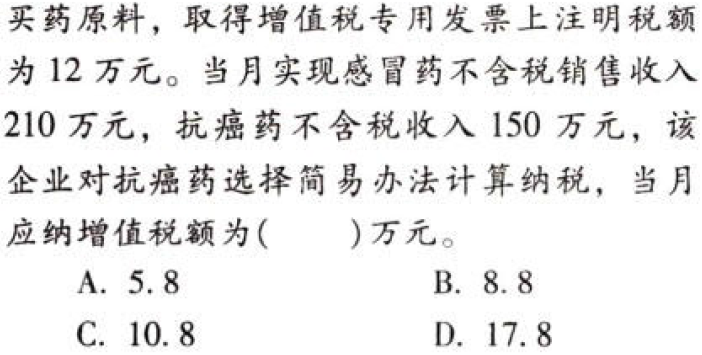 买药原料，取得增值税专用发票上注明税额
为 12 万元。当月实现感冒药不含税销售收入
210 万元，抗癌药不含税收入 150 万元，该
企业对抗癌药选择简易办法计算纳税，当月
应纳增值税额为(　　)万元。
A. 5.8　　B. 8.8
C. 10.8　　D. 17.8